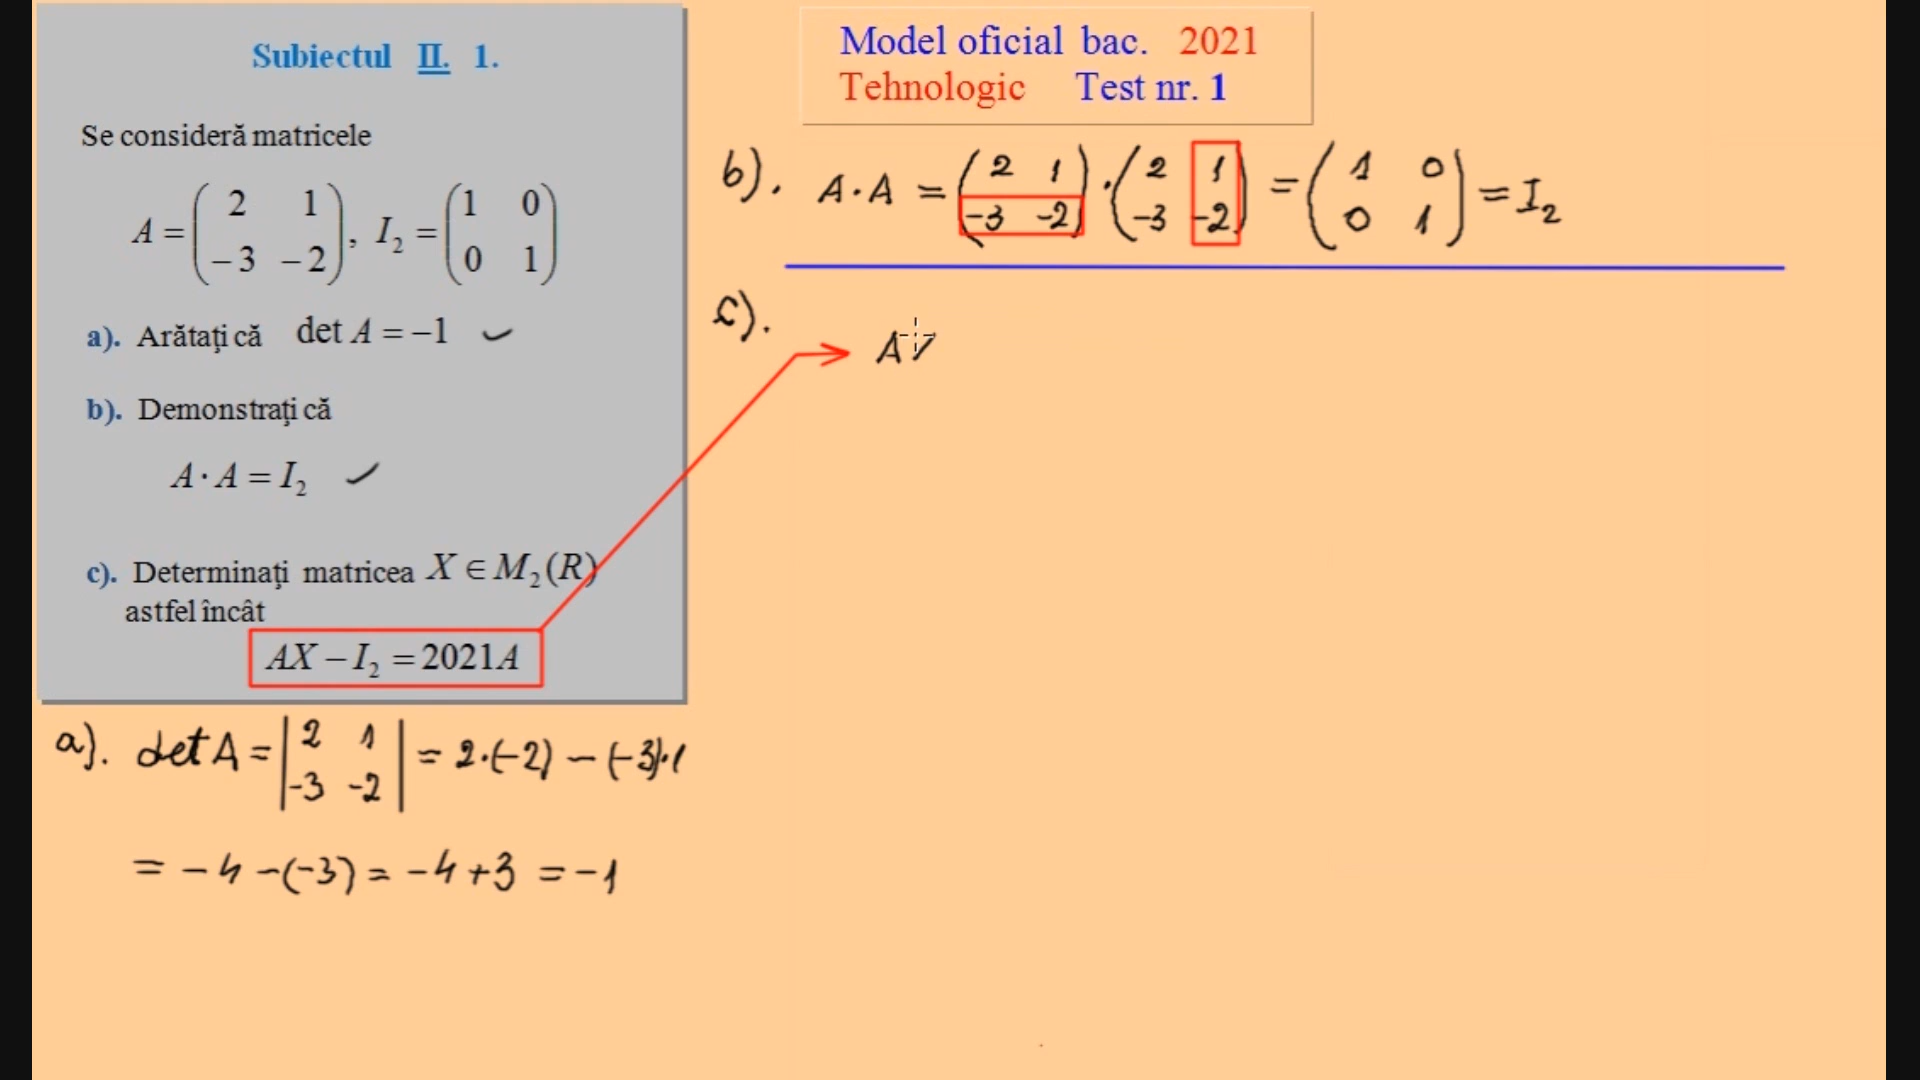 Subiectul II. 1.
Se consideră matricele
A = ( 2 1 ; −3 −2 ), I₂ = ( 1 0 ; 0 1 )
a). Arătaţi că det A = −1
b). Demonstraţi că
A · A = I₂
c). Determinaţi matricea X ∈ M₂(R)
astfel încât
AX − I₂ = 2021A
a). det A = | 2 1 ; -3 -2 | = 2·(-2) − (-3)·1
= −4 −(-3) = −4+3 = −1
Model oficial bac. 2021
Tehnologic Test nr. 1
b). A·A = ( 2 1 ; -3 -2 ) · ( 2 1 ; -3 -2 ) = ( 1 0 ; 0 1 ) = I₂
c).
A